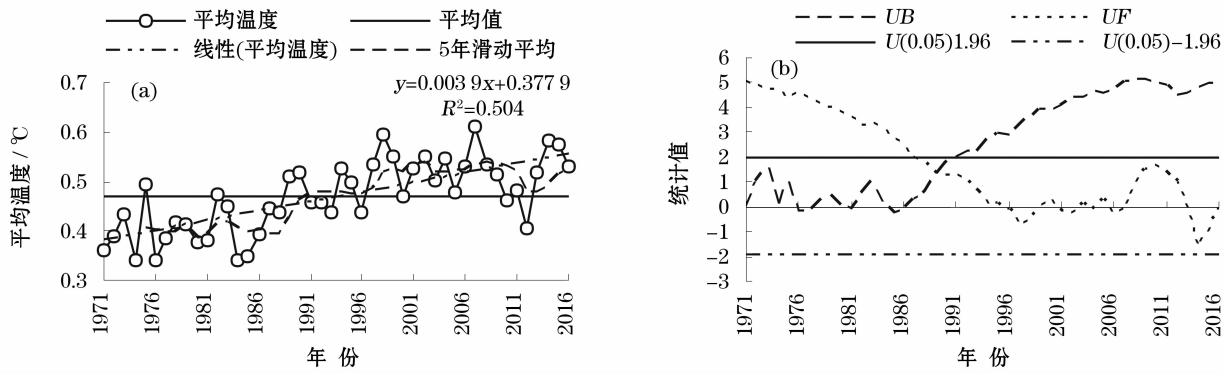 平均温度
平均值
线性(平均温度)
5年滑动平均
(a)
y=0.003 9x+0.377 9
R²=0.504
平均温度/℃
0.7
0.6
0.5
0.4
0.3
1971
1976
1981
1986
1991
1996
2001
2006
2011
2016
年 份
UB
UF
U(0.05)1.96
U(0.05)-1.96
(b)
统计值
6
5
4
3
2
1
0
-1
-2
-3
1971
1976
1981
1986
1991
1996
2001
2006
2011
2016
年 份